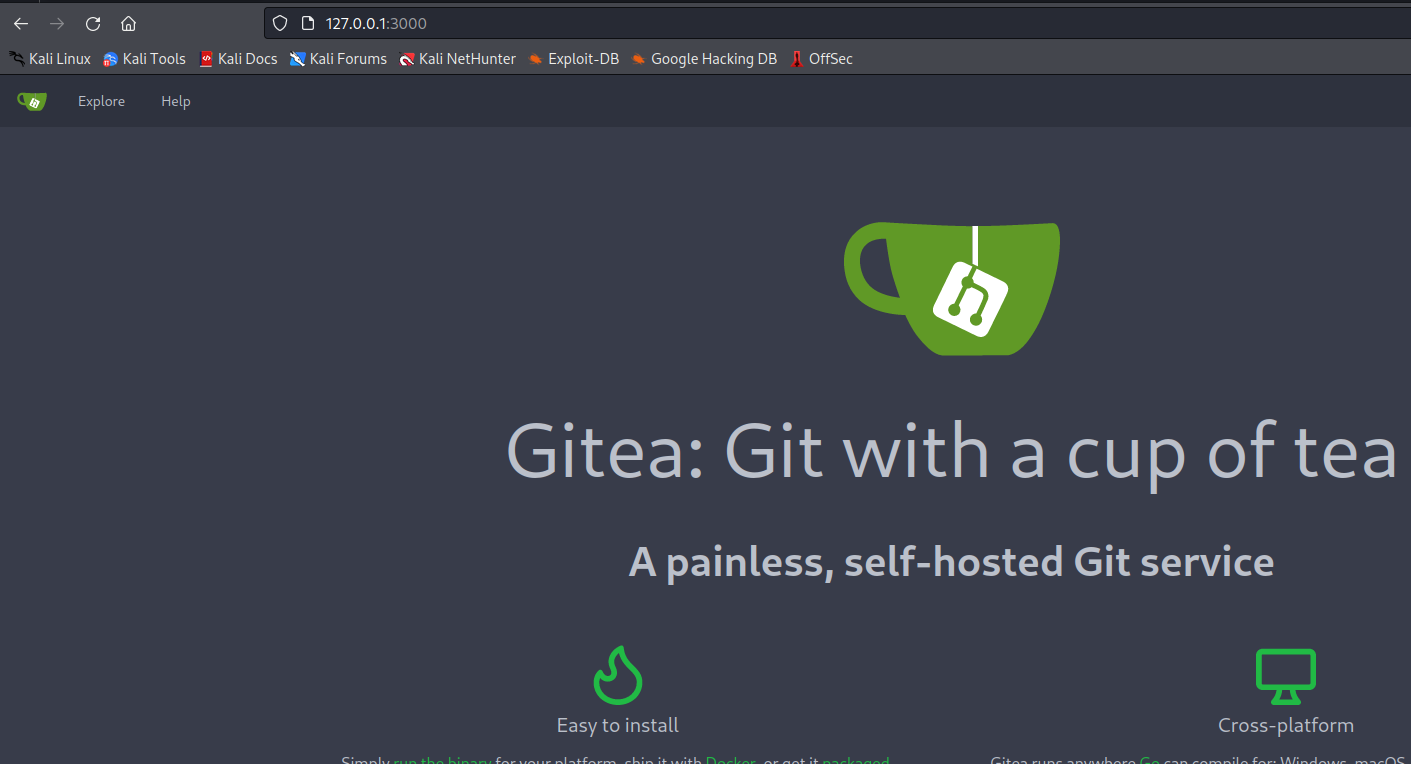 127.0.0.1:3000
Kali Linux Kali Tools Kali Docs Kali Forums Kali NetHunter Exploit-DB Google Hacking DB OffSec
Explore Help
Gitea: Git with a cup of tea
A painless, self-hosted Git service
Easy to install Cross-platform
Simply run the binary for your platform, ship it with Docker, or get it packaged. Gitea runs anywhere Go can compile for: Windows, macOS,